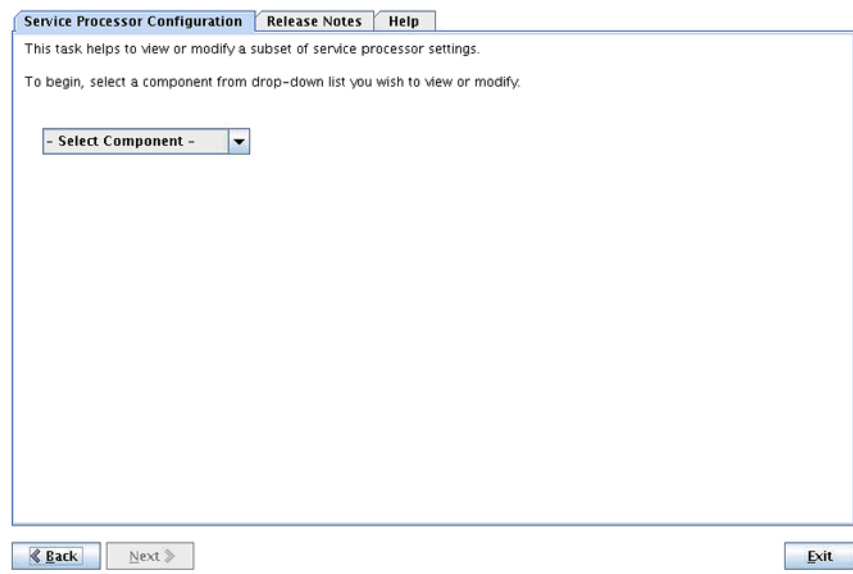 Service Processor Configuration Release Notes Help
This task helps to view or modify a subset of service processor settings.
To begin, select a component from drop-down list you wish to view or modify.
- Select Component -
Back Next Exit